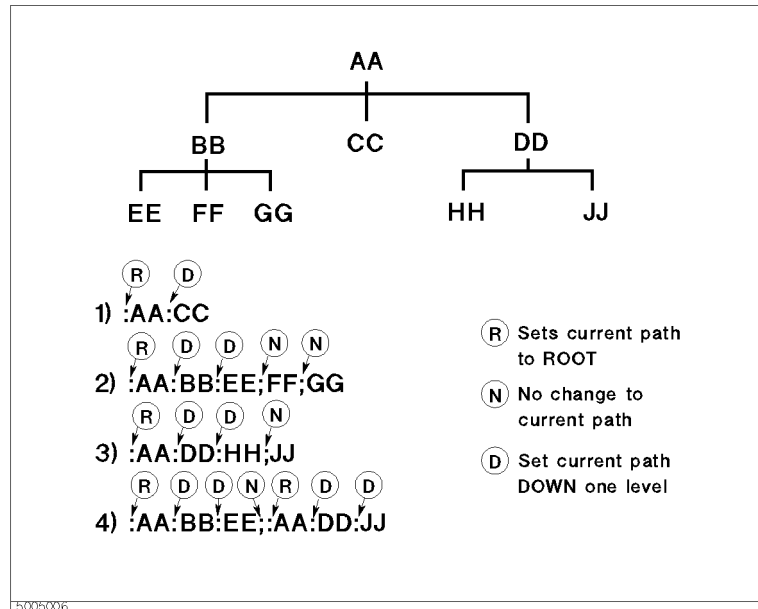 AA
BB CC DD
EE FF GG HH JJ
R D
1) :AA:CC
R D D N N
2) :AA:BB:EE;FF;GG
R D D N
3) :AA:DD:HH;JJ
R D D N R D D
4) :AA:BB:EE;:AA:DD:JJ
R Sets current path
to ROOT
N No change to
current path
D Set current path
DOWN one level
5005006